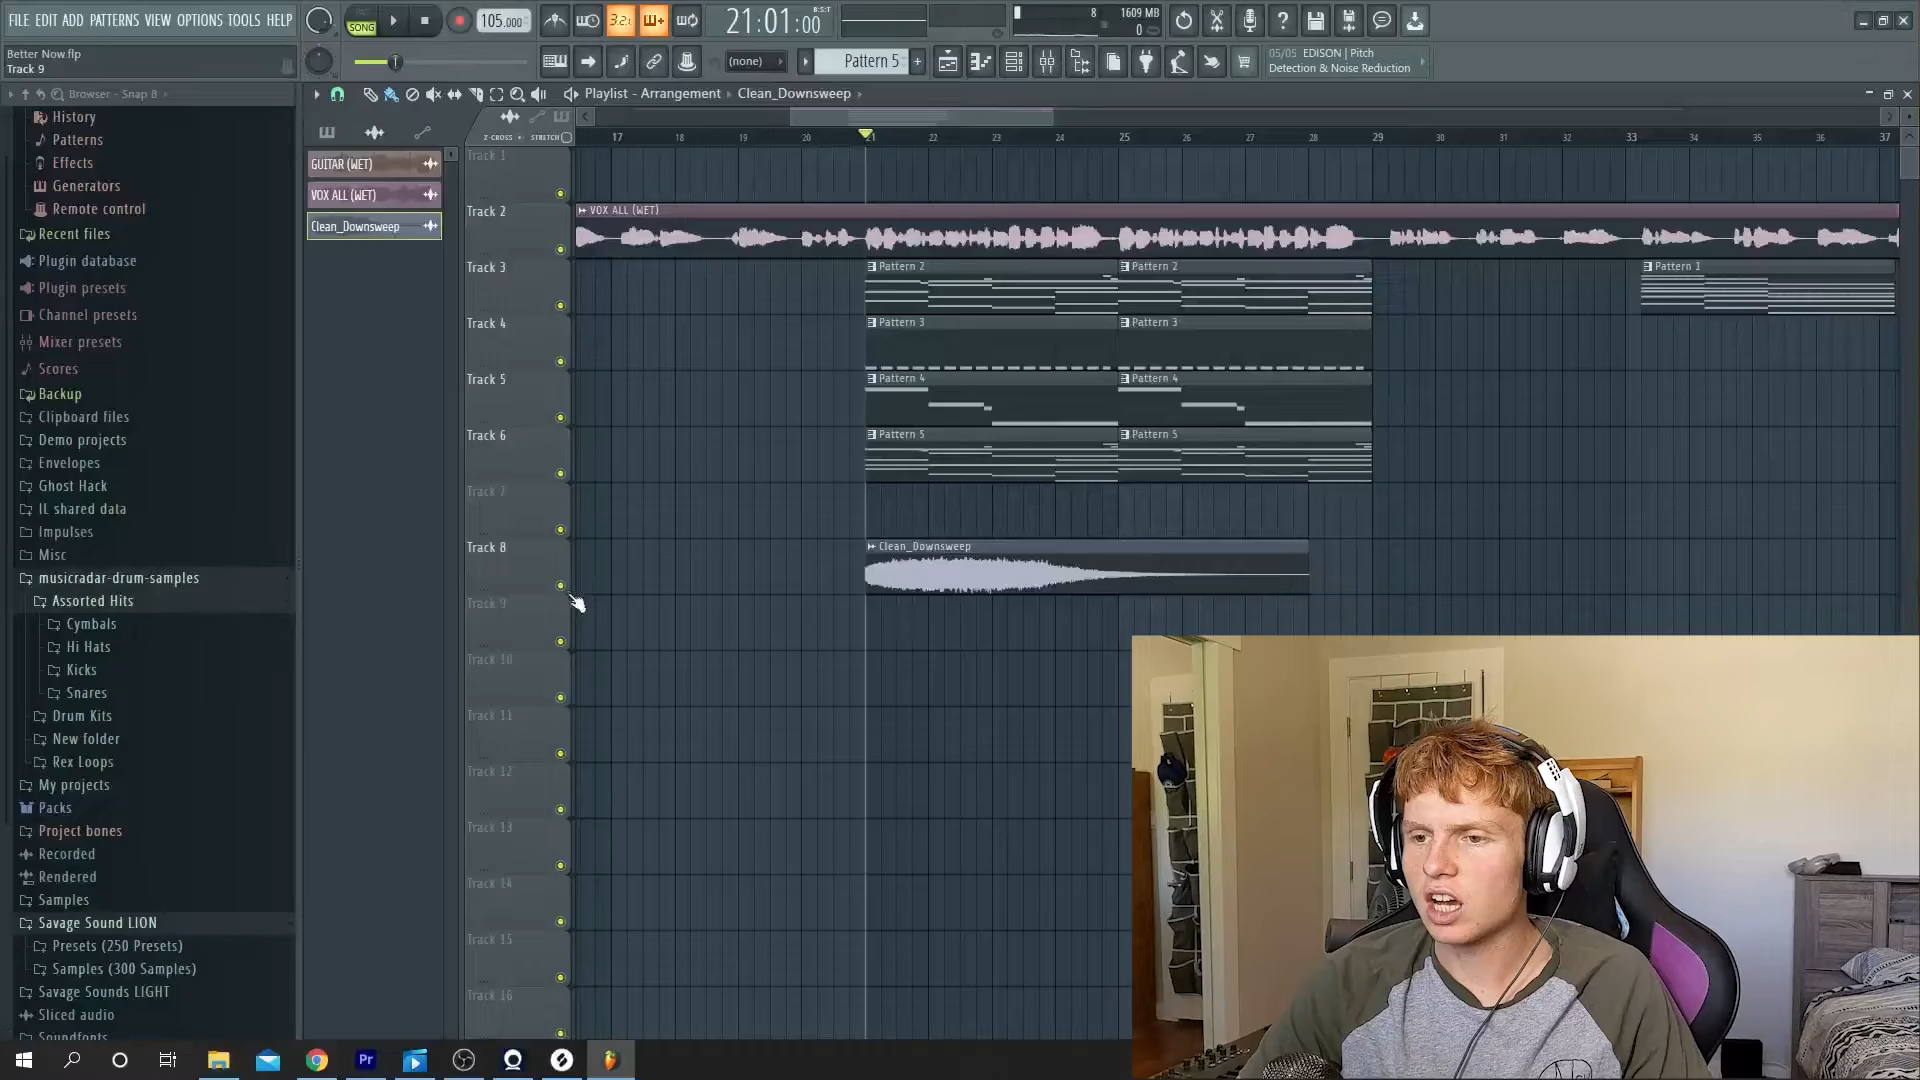 FILE EDIT ADD PATTERNS VIEW OPTIONS TOOLS HELP
SONG
105.000
3.2.
21:01:00
B:S:T
8
1609 MB
0
Better Now.flp
Track 9
(none)
Pattern 5
05/05 EDISON | Pitch
Detection & Noise Reduction
Browser - Snap 8
Playlist - Arrangement
Clean_Downsweep
History
Patterns
Effects
Generators
Remote control
Recent files
Plugin database
Plugin presets
Channel presets
Mixer presets
Scores
Backup
Clipboard files
Demo projects
Envelopes
Ghost Hack
IL shared data
Impulses
Misc
musicradar-drum-samples
Assorted Hits
Cymbals
Hi Hats
Kicks
Snares
Drum Kits
New folder
Rex Loops
My projects
Packs
Project bones
Recorded
Rendered
Samples
Savage Sound LION
Presets (250 Presets)
Samples (300 Samples)
Savage Sounds LIGHT
Sliced audio
Soundfonts
GUITAR (WET)
VOX ALL (WET)
Clean_Downsweep
Z-CROSS
STRETCH
17 18 19 20 21 22 23 24 25 26 27 28 29 30 31 32 33 34 35 36 37
Track 1
Track 2
VOX ALL (WET)
Track 3
Pattern 2
Pattern 2
Pattern 1
Track 4
Pattern 3
Pattern 3
Track 5
Pattern 4
Pattern 4
Track 6
Pattern 5
Pattern 5
Track 7
Track 8
Clean_Downsweep
Track 9
Track 10
Track 11
Track 12
Track 13
Track 14
Track 15
Track 16
Pr